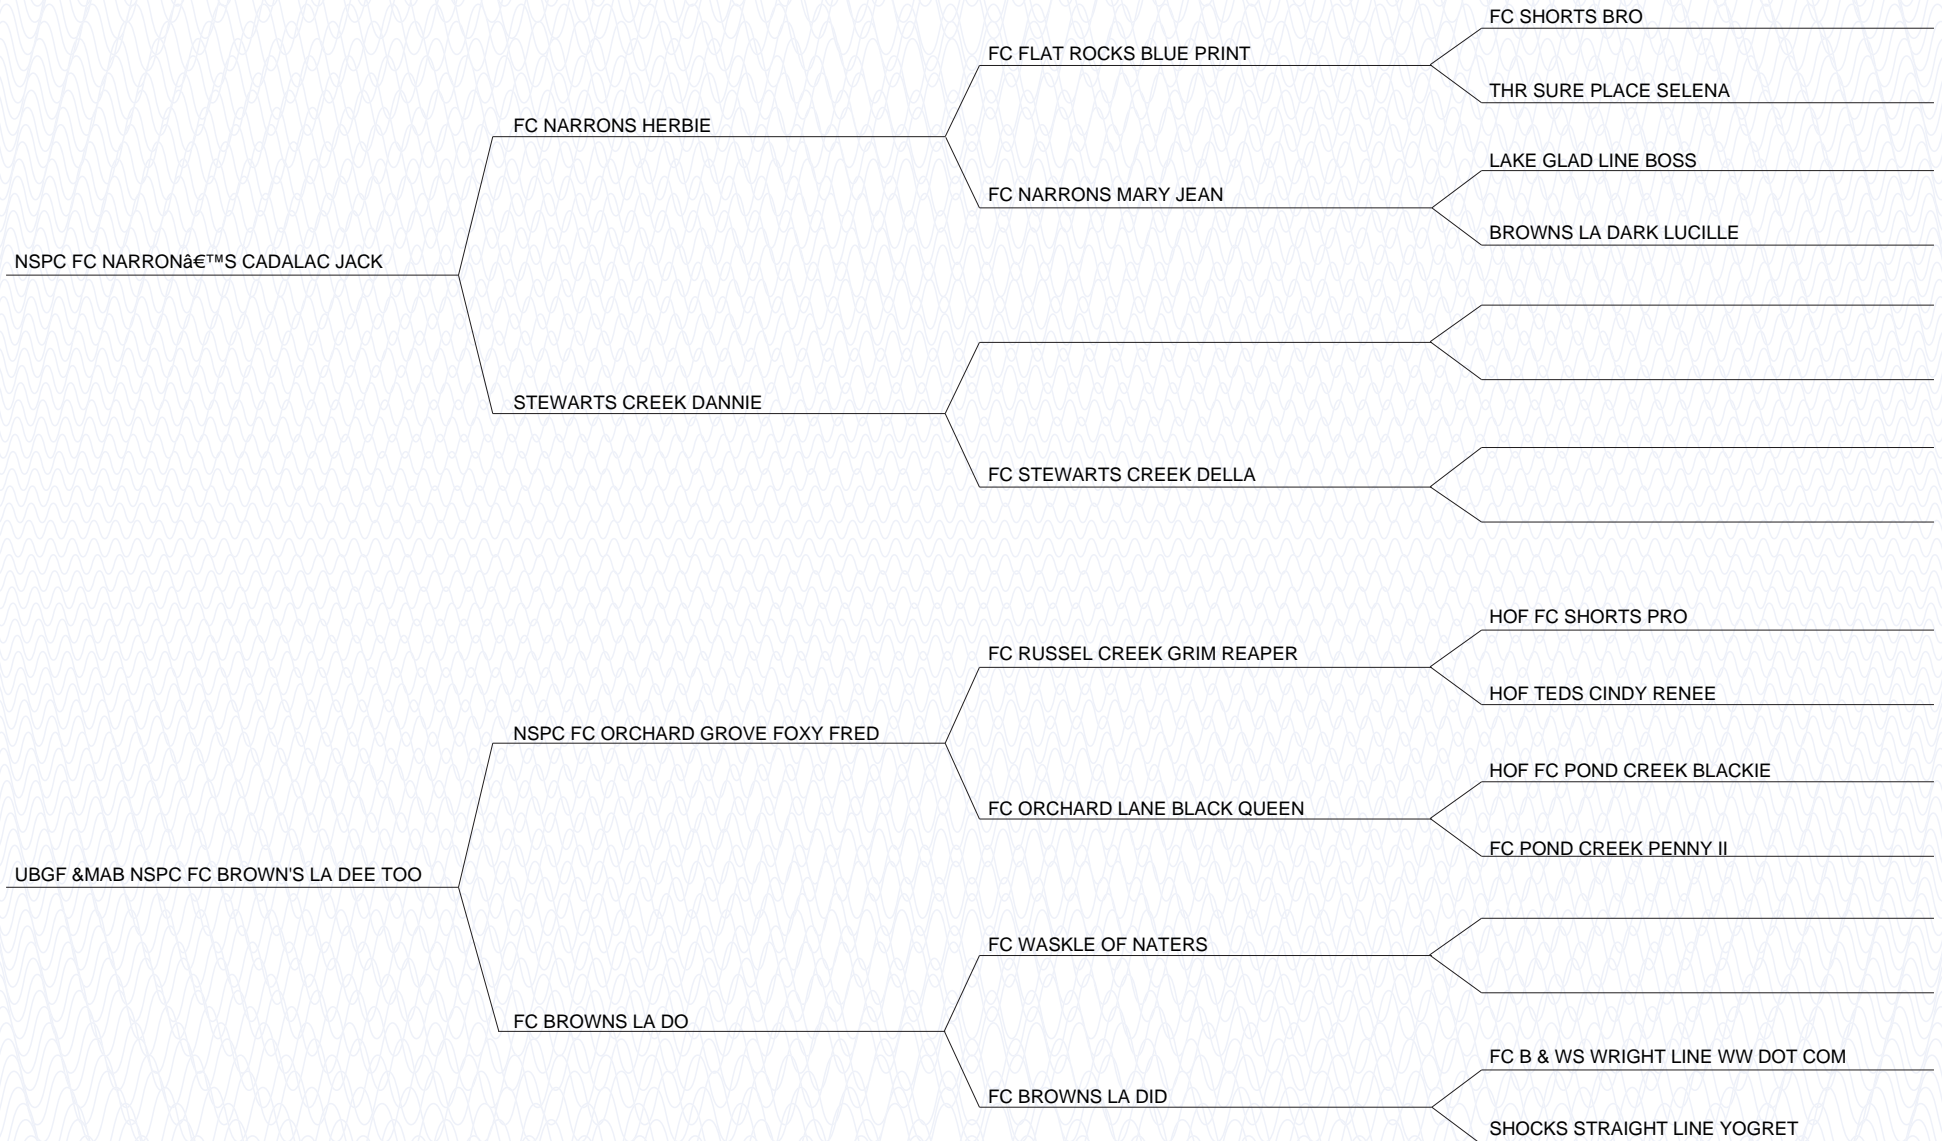 FC SHORTS BRO
FC FLAT ROCKS BLUE PRINT
THR SURE PLACE SELENA
FC NARRONS HERBIE
LAKE GLAD LINE BOSS
FC NARRONS MARY JEAN
BROWNS LA DARK LUCILLE
NSPC FC NARRONâ€™S CADALAC JACK
STEWARTS CREEK DANNIE
FC STEWARTS CREEK DELLA
HOF FC SHORTS PRO
FC RUSSEL CREEK GRIM REAPER
HOF TEDS CINDY RENEE
NSPC FC ORCHARD GROVE FOXY FRED
HOF FC POND CREEK BLACKIE
FC ORCHARD LANE BLACK QUEEN
FC POND CREEK PENNY II
UBGF &MAB NSPC FC BROWN'S LA DEE TOO
FC WASKLE OF NATERS
FC BROWNS LA DO
FC B & WS WRIGHT LINE WW DOT COM
FC BROWNS LA DID
SHOCKS STRAIGHT LINE YOGRET